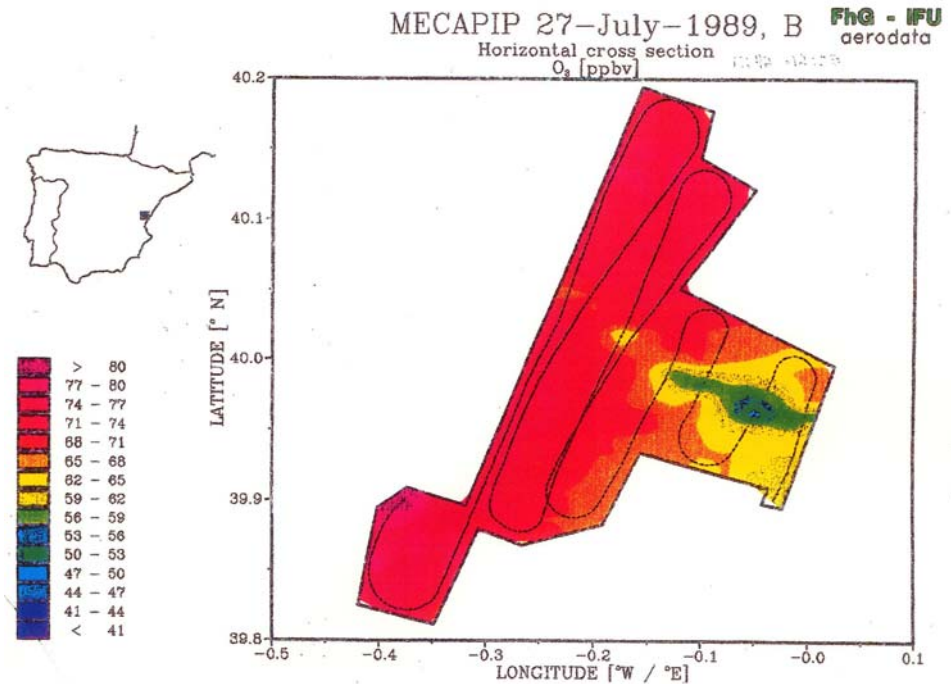 MECAPIP 27-July-1989, B
FhG - IFU
aerodata
Horizontal cross section
O₃ [ppbv]
40.2
40.1
40.0
39.9
39.8
LATITUDE [° N]
> 80
77 - 80
74 - 77
71 - 74
68 - 71
65 - 68
62 - 65
59 - 62
56 - 59
53 - 56
50 - 53
47 - 50
44 - 47
41 - 44
< 41
-0.5 -0.4 -0.3 -0.2 -0.1 -0.0 0.1
LONGITUDE [°W / °E]